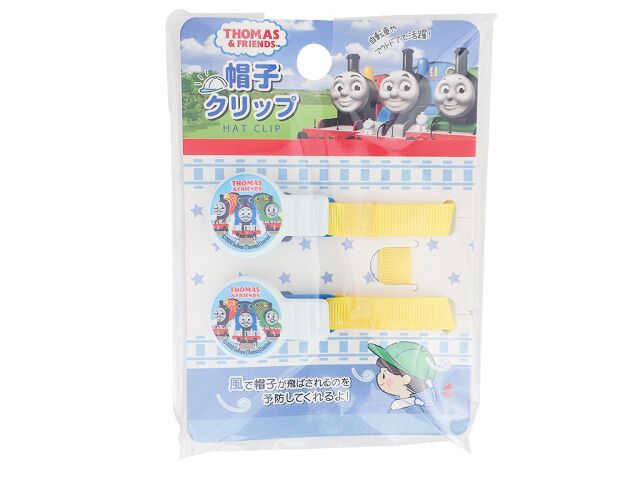 THOMAS
& FRIENDS™
自転車や
アウトドアで活躍!
帽子
クリップ
HAT CLIP
THOMAS
& FRIENDS
THOMAS
& FRIENDS
風で帽子が飛ばされるのを
予防してくれるよ!